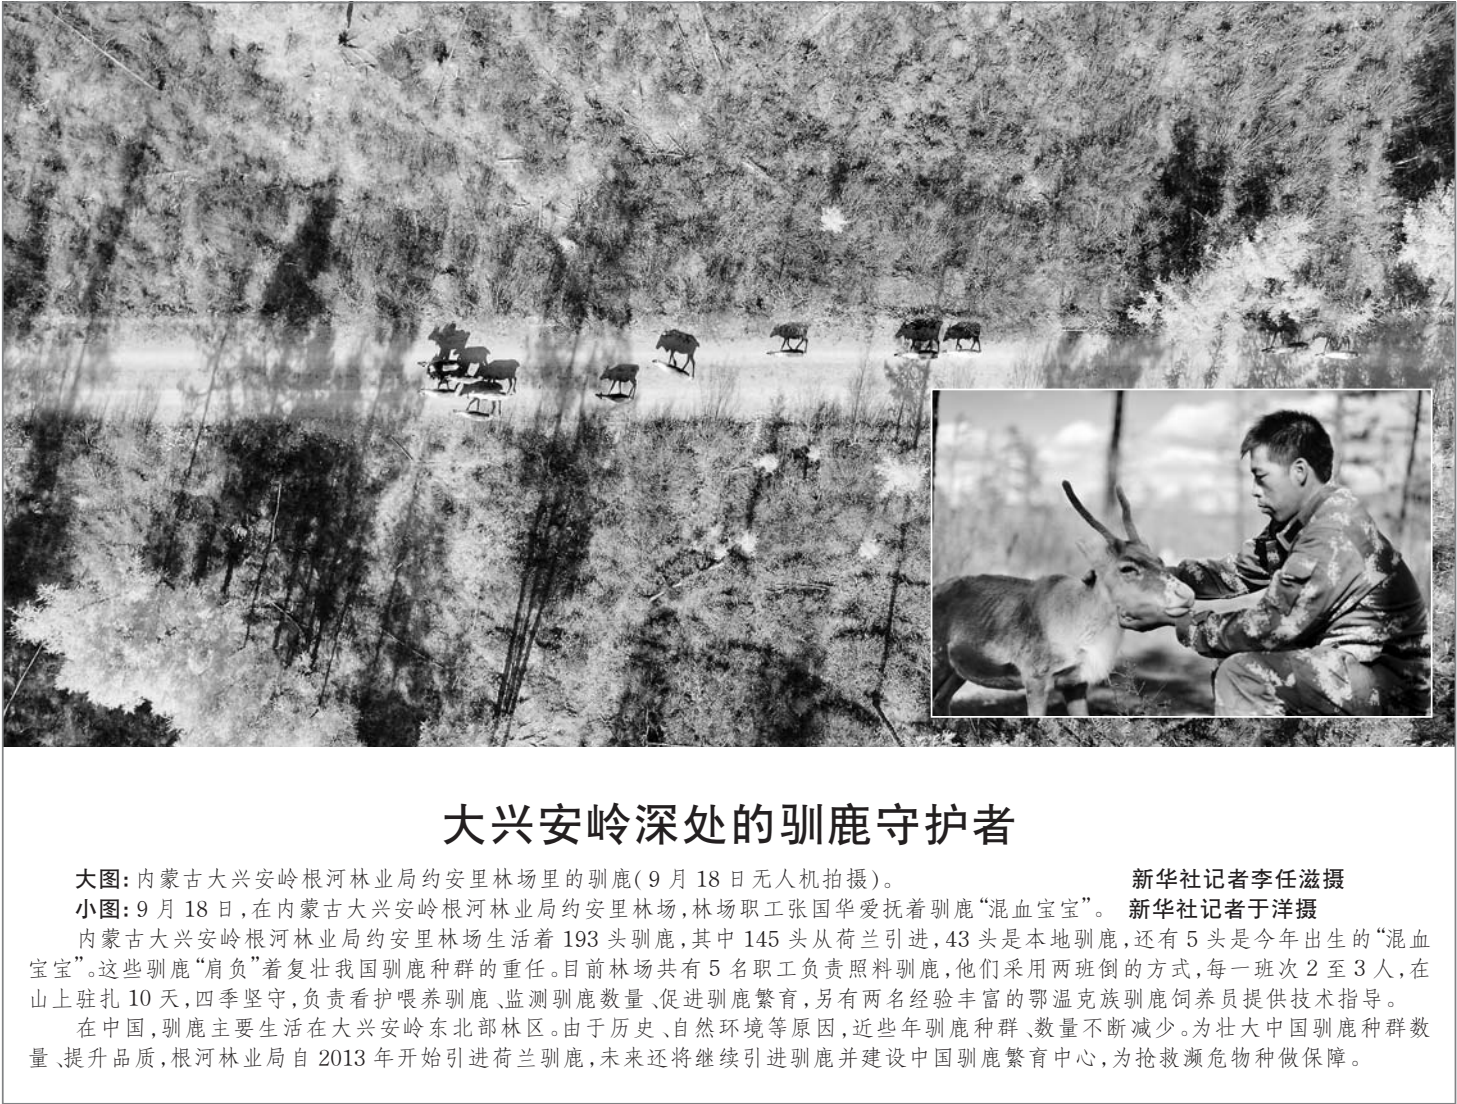 大兴安岭深处的驯鹿守护者
大图:内蒙古大兴安岭根河林业局约安里林场里的驯鹿(9月18日无人机拍摄)。 新华社记者李任滋摄
小图:9月18日,在内蒙古大兴安岭根河林业局约安里林场,林场职工张国华爱抚着驯鹿“混血宝宝”。 新华社记者于洋摄
内蒙古大兴安岭根河林业局约安里林场生活着193头驯鹿,其中145头从荷兰引进,43头是本地驯鹿,还有5头是今年出生的“混血
宝宝”。这些驯鹿“肩负”着复壮我国驯鹿种群的重任。目前林场共有5名职工负责照料驯鹿,他们采用两班倒的方式,每一班次2至3人,在
山上驻扎10天,四季坚守,负责看护喂养驯鹿、监测驯鹿数量、促进驯鹿繁育,另有两名经验丰富的鄂温克族驯鹿饲养员提供技术指导。
在中国,驯鹿主要生活在大兴安岭东北部林区。由于历史、自然环境等原因,近些年驯鹿种群、数量不断减少。为壮大中国驯鹿种群数
量、提升品质,根河林业局自2013年开始引进荷兰驯鹿,未来还将继续引进驯鹿并建设中国驯鹿繁育中心,为抢救濒危物种做保障。